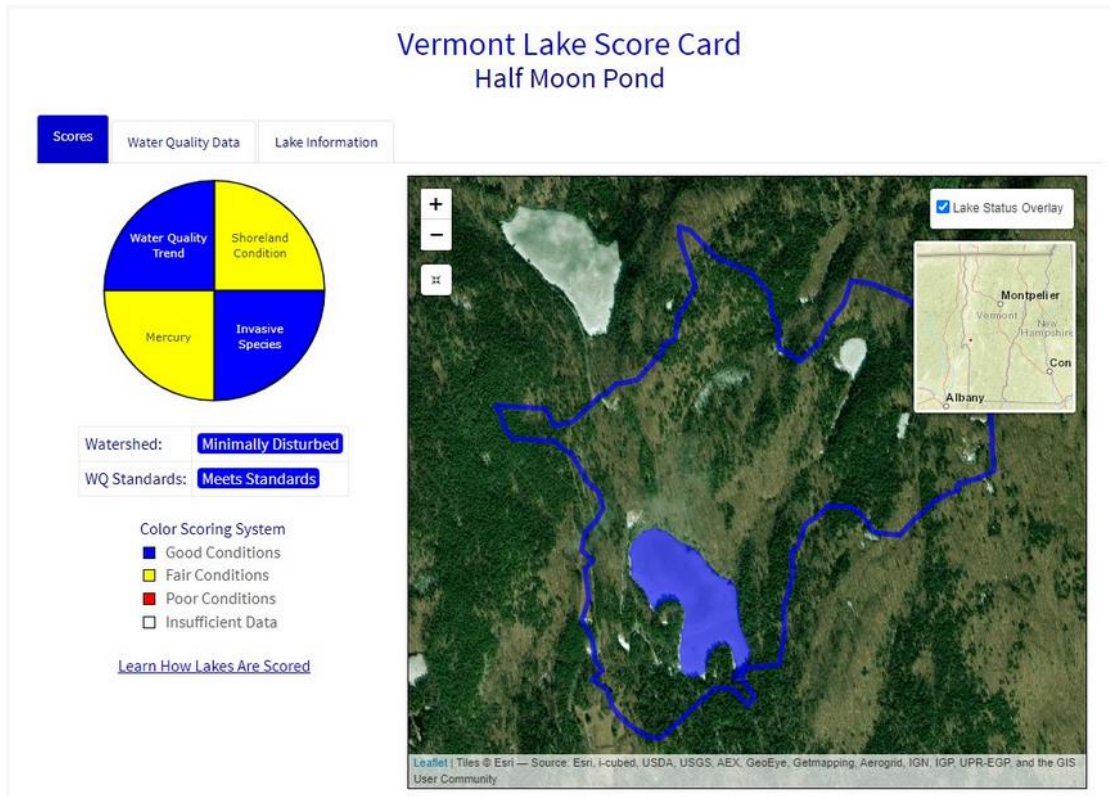 Vermont Lake Score Card
Half Moon Pond
Scores
Water Quality Data
Lake Information
Water Quality
Trend
Shoreland
Condition
Mercury
Invasive
Species
Watershed: Minimally Disturbed
WQ Standards: Meets Standards
Color Scoring System
Good Conditions
Fair Conditions
Poor Conditions
Insufficient Data
Learn How Lakes Are Scored
+
−
Lake Status Overlay
Montpelier
Vermont
New
Hampshire
Con
Albany
Leaflet | Tiles © Esri — Source: Esri, i-cubed, USDA, USGS, AEX, GeoEye, Getmapping, Aerogrid, IGN, IGP, UPR-EGP, and the GIS
User Community